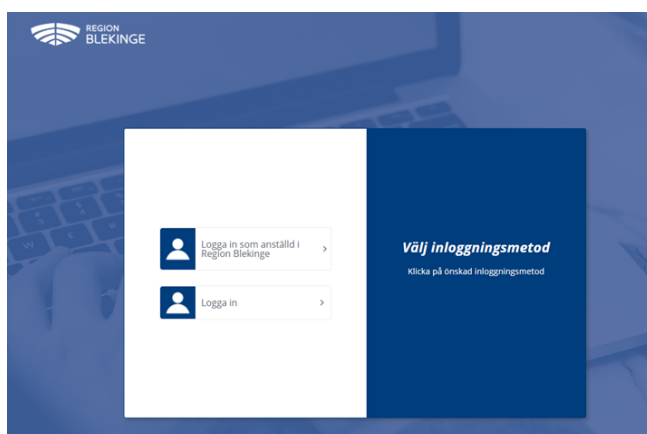 REGION
BLEKINGE
Logga in som anställd i
Region Blekinge
Logga in
Välj inloggningsmetod
Klicka på önskad inloggningsmetod